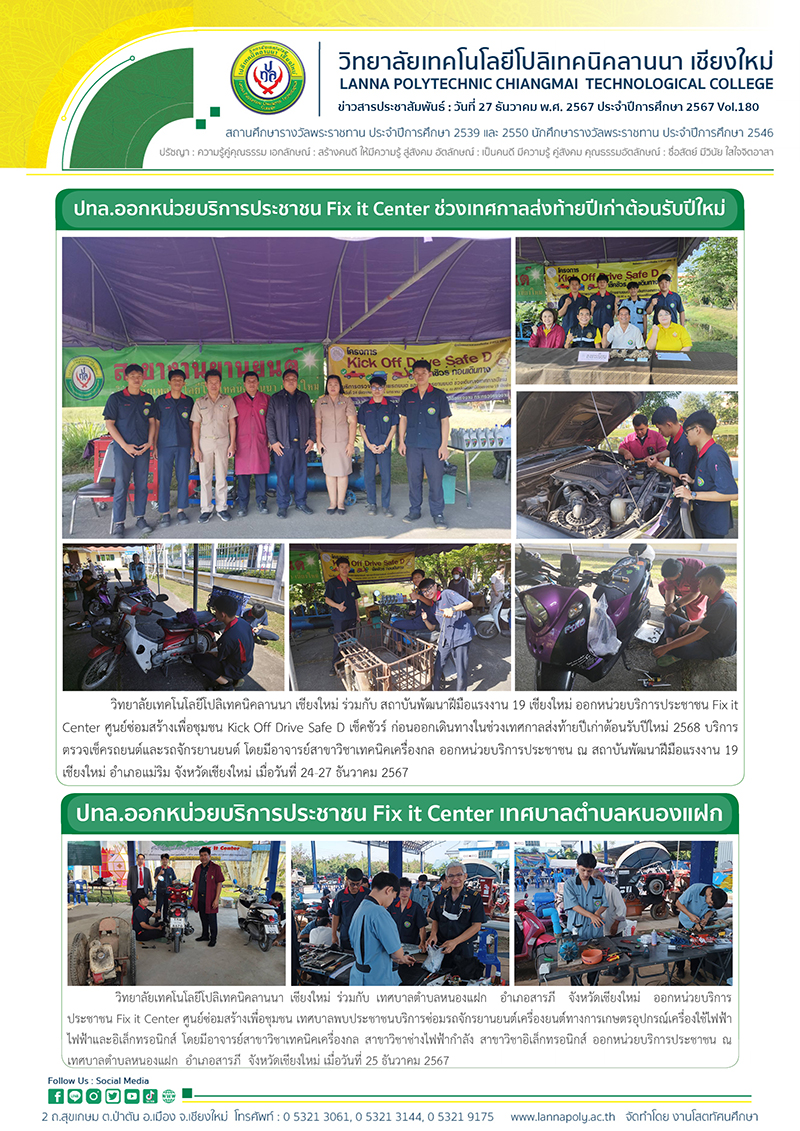 วิทยาลัยเทคโนโลยีโปลิเทคนิคลานนา เชียงใหม่
LANNA POLYTECHNIC CHIANGMAI TECHNOLOGICAL COLLEGE
ข่าวสารประชาสัมพันธ์ : วันที่ 27 ธันวาคม พ.ศ. 2567 ประจำปีการศึกษา 2567 Vol.180
สถานศึกษารางวัลพระราชทาน ประจำปีการศึกษา 2539 และ 2550 นักศึกษารางวัลพระราชทาน ประจำปีการศึกษา 2546
ปรัชญา : ความรู้คู่คุณธรรม เอกลักษณ์ : สร้างคนดี ให้มีความรู้ สู่สังคม อัตลักษณ์ : เป็นคนดี มีความรู้ คู่สังคม คุณธรรมอัตลักษณ์ : ซื่อสัตย์ มีวินัย ใส่ใจจิตอาสา
ปทล.ออกหน่วยบริการประชาชน Fix it Center ช่วงเทศกาลส่งท้ายปีเก่าต้อนรับปีใหม่
สาขางานยานยนต์
โครงการ
Kick Off Drive Safe D
โครงการ
Kick Off Drive Safe D
Kick Off Drive Safe D
วิทยาลัยเทคโนโลยีโปลิเทคนิคลานนา เชียงใหม่ ร่วมกับ สถาบันพัฒนาฝีมือแรงงาน 19 เชียงใหม่ ออกหน่วยบริการประชาชน Fix it
Center ศูนย์ซ่อมสร้างเพื่อชุมชน Kick Off Drive Safe D เช็คชัวร์ ก่อนออกเดินทางในช่วงเทศกาลส่งท้ายปีเก่าต้อนรับปีใหม่ 2568 บริการ
ตรวจเช็ครถยนต์และรถจักรยานยนต์ โดยมีอาจารย์สาขาวิชาเทคนิคเครื่องกล ออกหน่วยบริการประชาชน ณ สถาบันพัฒนาฝีมือแรงงาน 19
เชียงใหม่ อำเภอแม่ริม จังหวัดเชียงใหม่ เมื่อวันที่ 24-27 ธันวาคม 2567
ปทล.ออกหน่วยบริการประชาชน Fix it Center เทศบาลตำบลหนองแฝก
วิทยาลัยเทคโนโลยีโปลิเทคนิคลานนา เชียงใหม่ ร่วมกับ เทศบาลตำบลหนองแฝก อำเภอสารภี จังหวัดเชียงใหม่ ออกหน่วยบริการ
ประชาชน Fix it Center ศูนย์ซ่อมสร้างเพื่อชุมชน เทศบาลพบประชาชนบริการซ่อมรถจักรยานยนต์เครื่องยนต์ทางการเกษตรอุปกรณ์เครื่องใช้ไฟฟ้า
ไฟฟ้าและอิเล็กทรอนิกส์ โดยมีอาจารย์สาขาวิชาเทคนิคเครื่องกล สาขาวิชาช่างไฟฟ้ากำลัง สาขาวิชาอิเล็กทรอนิกส์ ออกหน่วยบริการประชาชน ณ
เทศบาลตำบลหนองแฝก อำเภอสารภี จังหวัดเชียงใหม่ เมื่อวันที่ 25 ธันวาคม 2567
Follow Us : Social Media
2 ถ.สุขเกษม ต.ป่าตัน อ.เมือง จ.เชียงใหม่ โทรศัพท์ : 0 5321 3061, 0 5321 3144, 0 5321 9175 www.lannapoly.ac.th จัดทำโดย งานโสตทัศนศึกษา